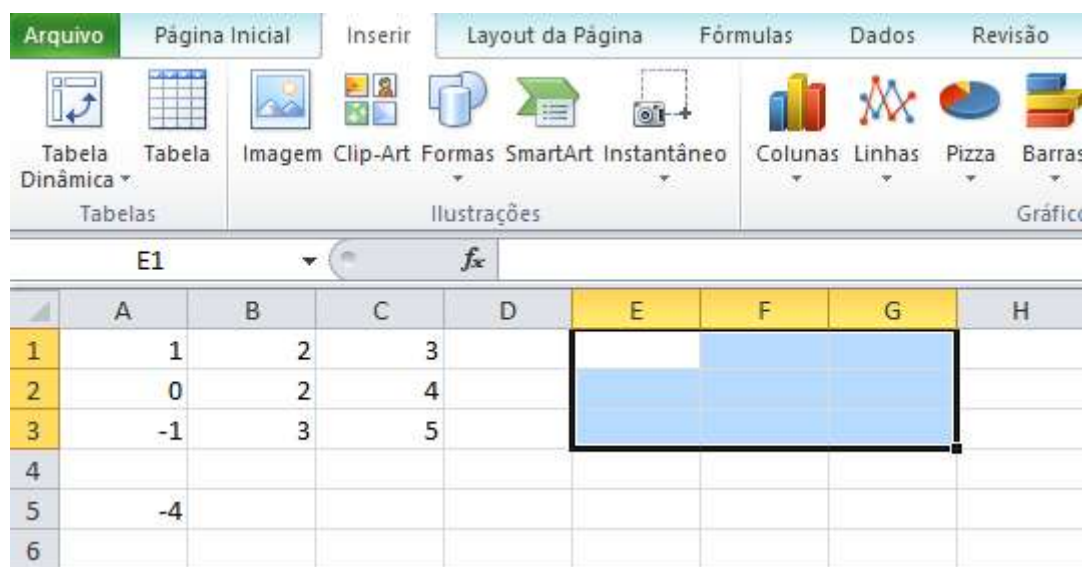 Arquivo Página Inicial Inserir Layout da Página Fórmulas Dados Revisão
Tabela Dinâmica Tabela Imagem Clip-Art Formas SmartArt Instantâneo Colunas Linhas Pizza Barras
Tabelas Ilustrações Gráfic
E1 fx
A B C D E F G H
1 1 2 3
2 0 2 4
3 -1 3 5
4
5 -4
6